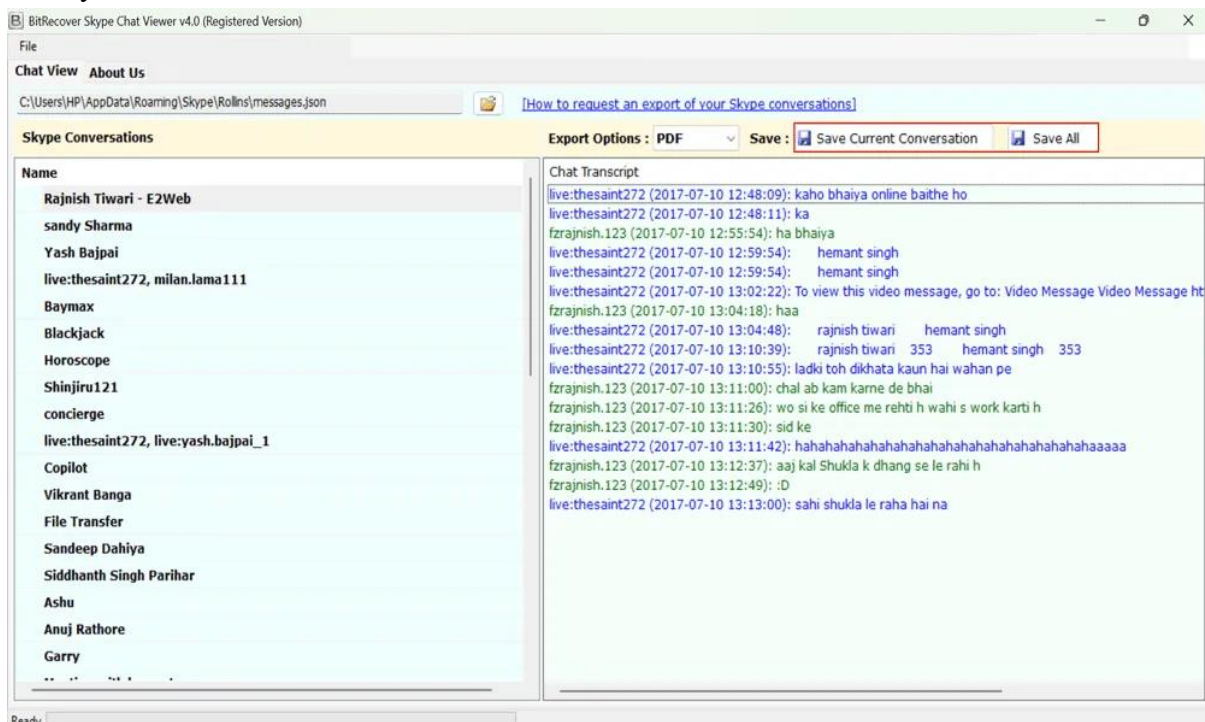 BitRecover Skype Chat Viewer v4.0 (Registered Version)
File
Chat View About Us
C:\Users\HP\AppData\Roaming\Skype\Rollins\messages.json [How to request an export of your Skype conversations]
Skype Conversations Export Options : PDF Save : Save Current Conversation Save All
Name
Rajnish Tiwari - E2Web
sandy Sharma
Yash Bajpai
live:thesaint272, milan.lama111
Baymax
Blackjack
Horoscope
Shinjiru121
concierge
live:thesaint272, live:yash.bajpai_1
Copilot
Vikrant Banga
File Transfer
Sandeep Dahiya
Siddhanth Singh Parihar
Ashu
Anuj Rathore
Garry
Chat Transcript
live:thesaint272 (2017-07-10 12:48:09): kaho bhaiya online baithe ho
live:thesaint272 (2017-07-10 12:48:11): ka
fzrajnish.123 (2017-07-10 12:55:54): ha bhaiya
live:thesaint272 (2017-07-10 12:59:54): hemant singh
live:thesaint272 (2017-07-10 12:59:54): hemant singh
live:thesaint272 (2017-07-10 13:02:22): To view this video message, go to: Video Message Video Message ht
fzrajnish.123 (2017-07-10 13:04:18): haa
live:thesaint272 (2017-07-10 13:04:48): rajnish tiwari hemant singh
live:thesaint272 (2017-07-10 13:10:39): rajnish tiwari 353 hemant singh 353
live:thesaint272 (2017-07-10 13:10:55): ladki toh dikhata kaun hai wahan pe
fzrajnish.123 (2017-07-10 13:11:00): chal ab kam karne de bhai
fzrajnish.123 (2017-07-10 13:11:26): wo si ke office me rehti h wahi s work karti h
fzrajnish.123 (2017-07-10 13:11:30): sid ke
live:thesaint272 (2017-07-10 13:11:42): hahahahahahahahahahahahahahahahahahahahaaaaa
fzrajnish.123 (2017-07-10 13:12:37): aaj kal Shukla k dhang se le rahi h
fzrajnish.123 (2017-07-10 13:12:49): :D
live:thesaint272 (2017-07-10 13:13:00): sahi shukla le raha hai na
Ready